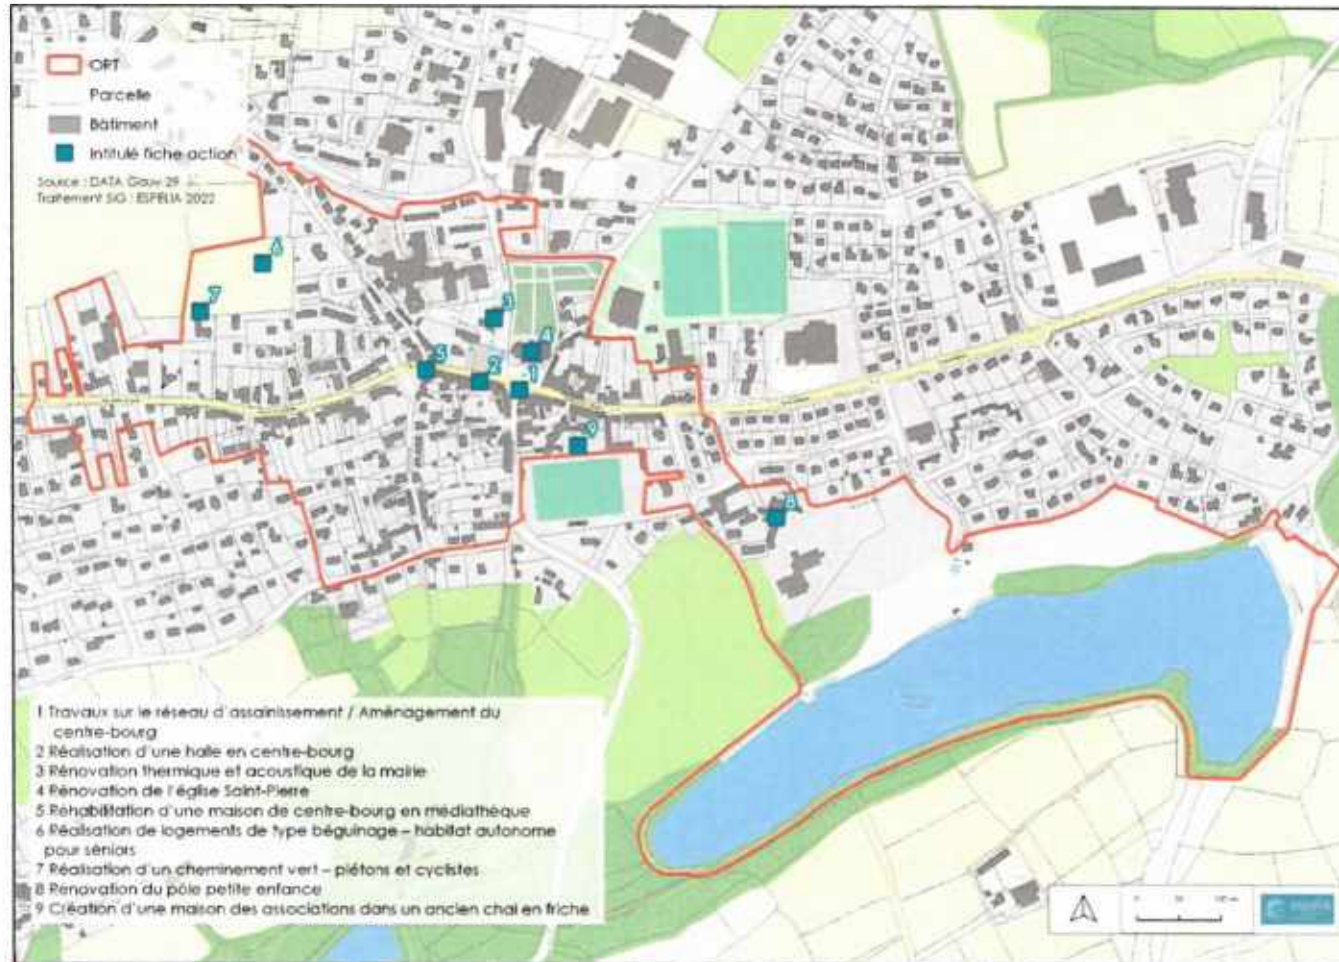 ORT
Parcelle
Bâtiment
Intitulé fiche action
Source : DATA Gouv 29
Traitement SIG : ESPELIA 2022
6
7
3
4
5
2
1
9
8
1 Travaux sur le réseau d'assainissement / Aménagement du
centre-bourg
2 Réalisation d'une halle en centre-bourg
3 Rénovation thermique et acoustique de la mairie
4 Rénovation de l'église Saint-Pierre
5 Réhabilitation d'une maison de centre-bourg en médiathèque
6 Réalisation de logements de type béguinage – habitat autonome
pour séniors
7 Réalisation d'un cheminement vert – piétons et cyclistes
8 Rénovation du pôle petite enfance
9 Création d'une maison des associations dans un ancien chai en friche
0